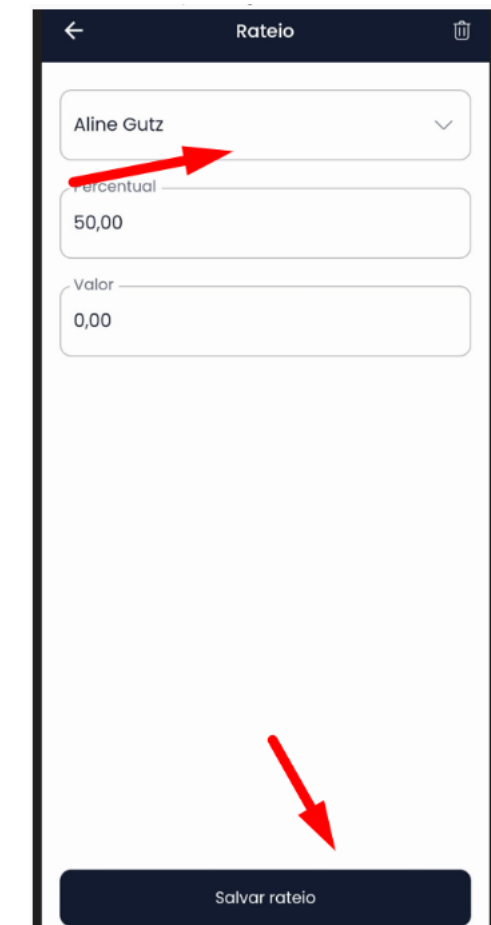 Rateio
Aline Gutz
Percentual
50,00
Valor
0,00
Salvar rateio